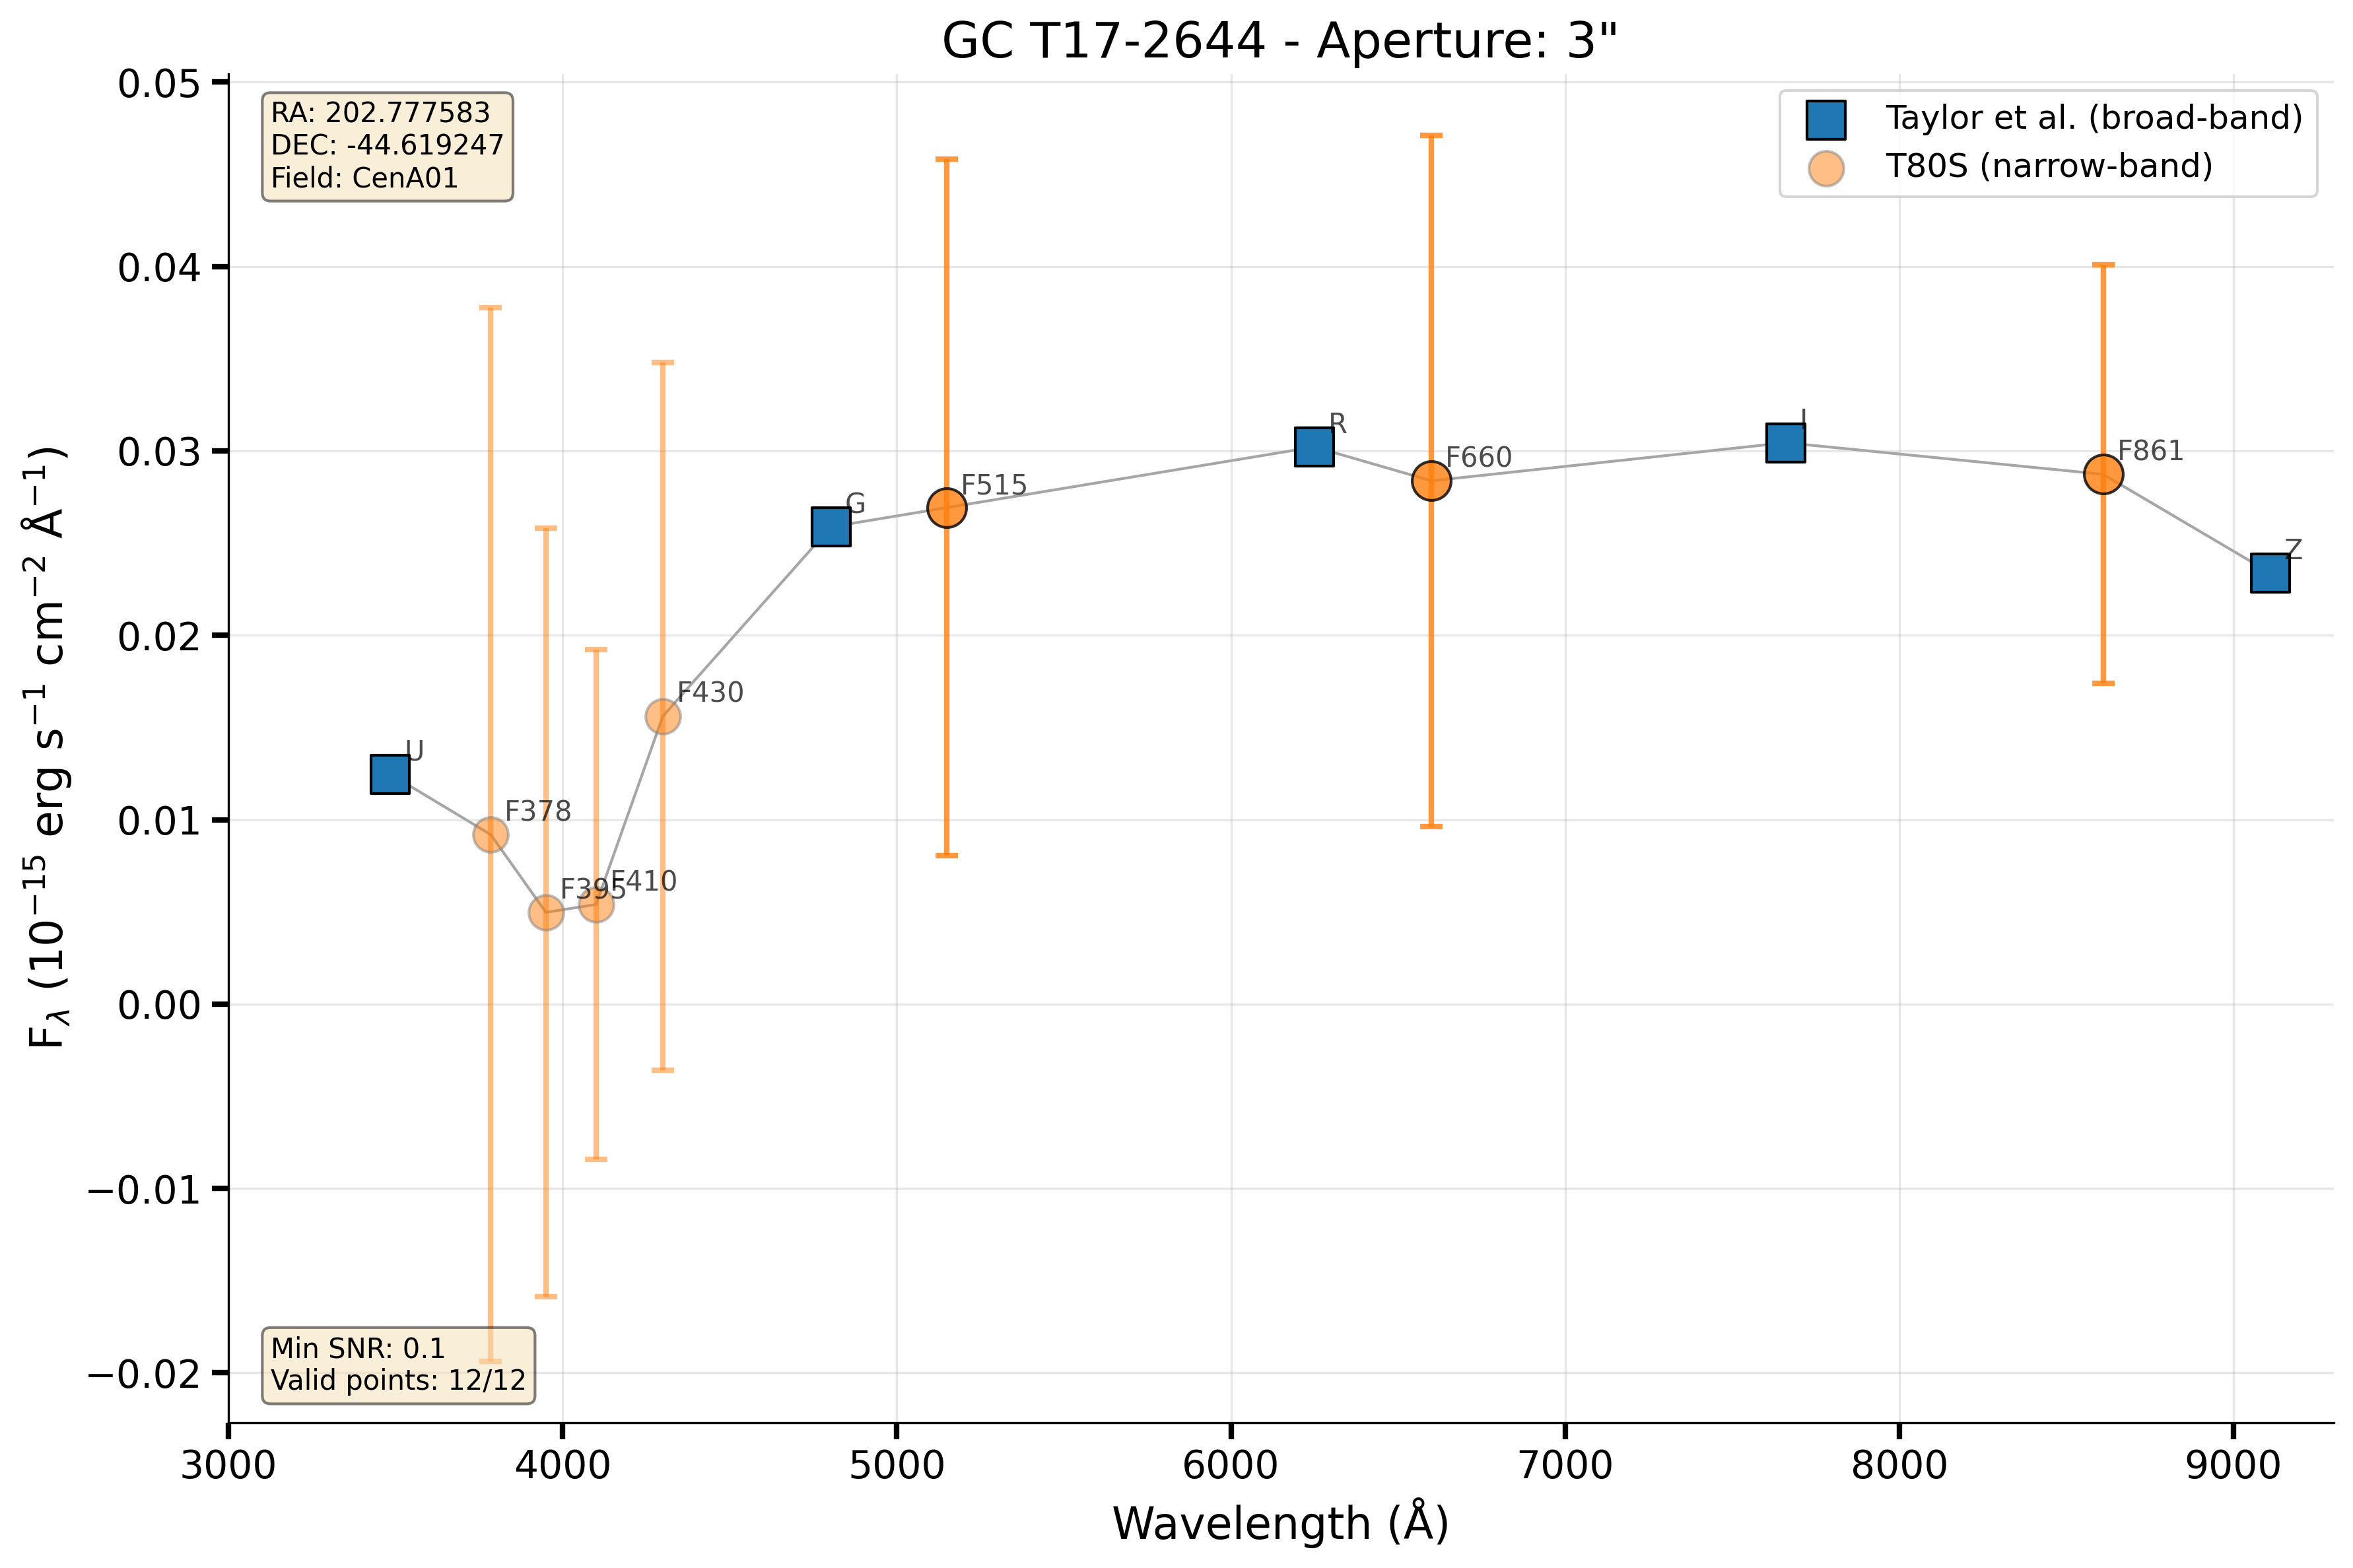 GC T17-2644 - Aperture: 3"
RA: 202.777583
DEC: -44.619247
Field: CenA01
Taylor et al. (broad-band)
T80S (narrow-band)
0.05
0.04
0.03
0.02
0.01
0.00
−0.01
−0.02
F$_{λ}$ (10$^{−15}$ erg s$^{−1}$ cm$^{−2}$ Å$^{−1}$)
U
F378
F395
F410
F430
G
F515
R
F660
I
F861
Z
Min SNR: 0.1
Valid points: 12/12
3000 4000 5000 6000 7000 8000 9000
Wavelength (Å)